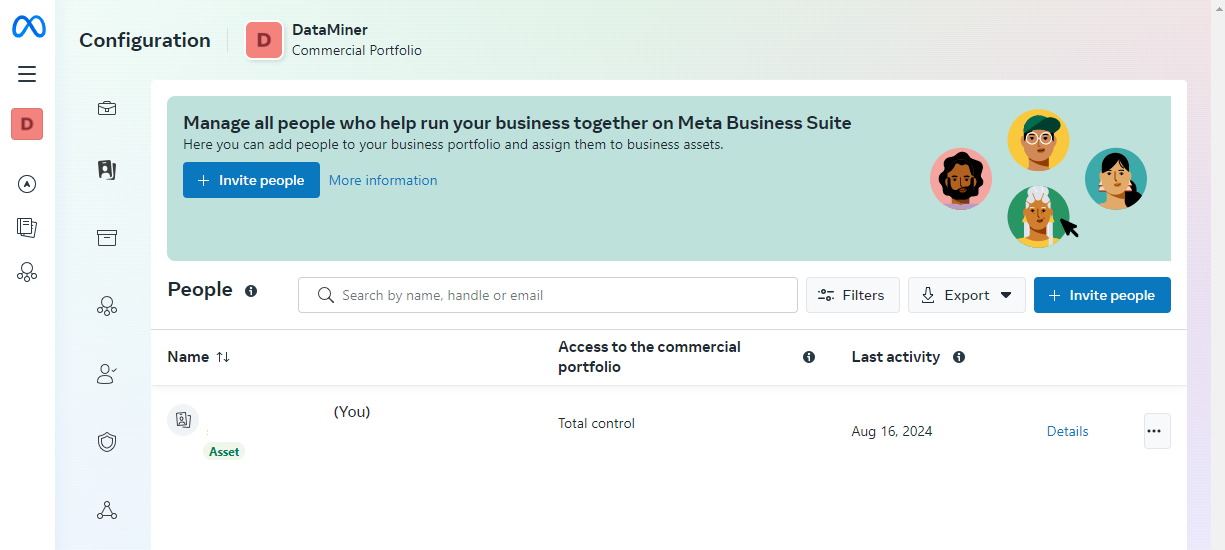 Configuration
D
DataMiner
Commercial Portfolio
D
Manage all people who help run your business together on Meta Business Suite
Here you can add people to your business portfolio and assign them to business assets.
+ Invite people
More information
People
Search by name, handle or email
Filters
Export
+ Invite people
Name
Access to the commercial
portfolio
Last activity
(You)
Total control
Aug 16, 2024
Details
Asset